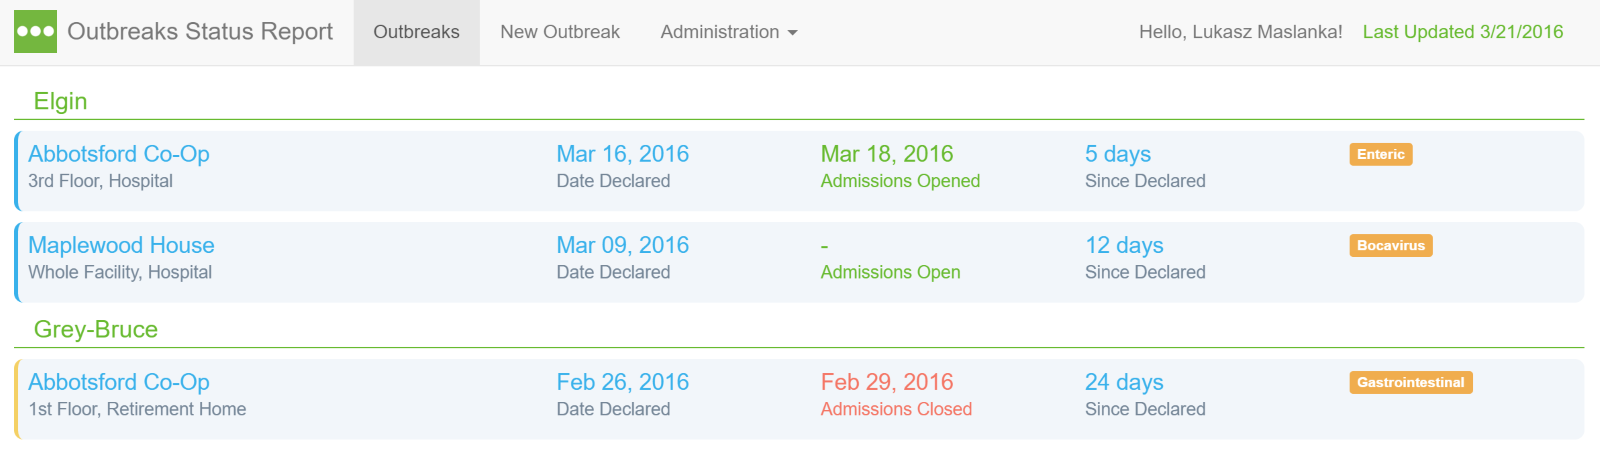 Outbreaks Status Report Outbreaks New Outbreak Administration Hello, Lukasz Maslanka! Last Updated 3/21/2016
Elgin
Abbotsford Co-Op Mar 16, 2016 Mar 18, 2016 5 days Enteric
3rd Floor, Hospital Date Declared Admissions Opened Since Declared
Maplewood House Mar 09, 2016 - 12 days Bocavirus
Whole Facility, Hospital Date Declared Admissions Open Since Declared
Grey-Bruce
Abbotsford Co-Op Feb 26, 2016 Feb 29, 2016 24 days Gastrointestinal
1st Floor, Retirement Home Date Declared Admissions Closed Since Declared